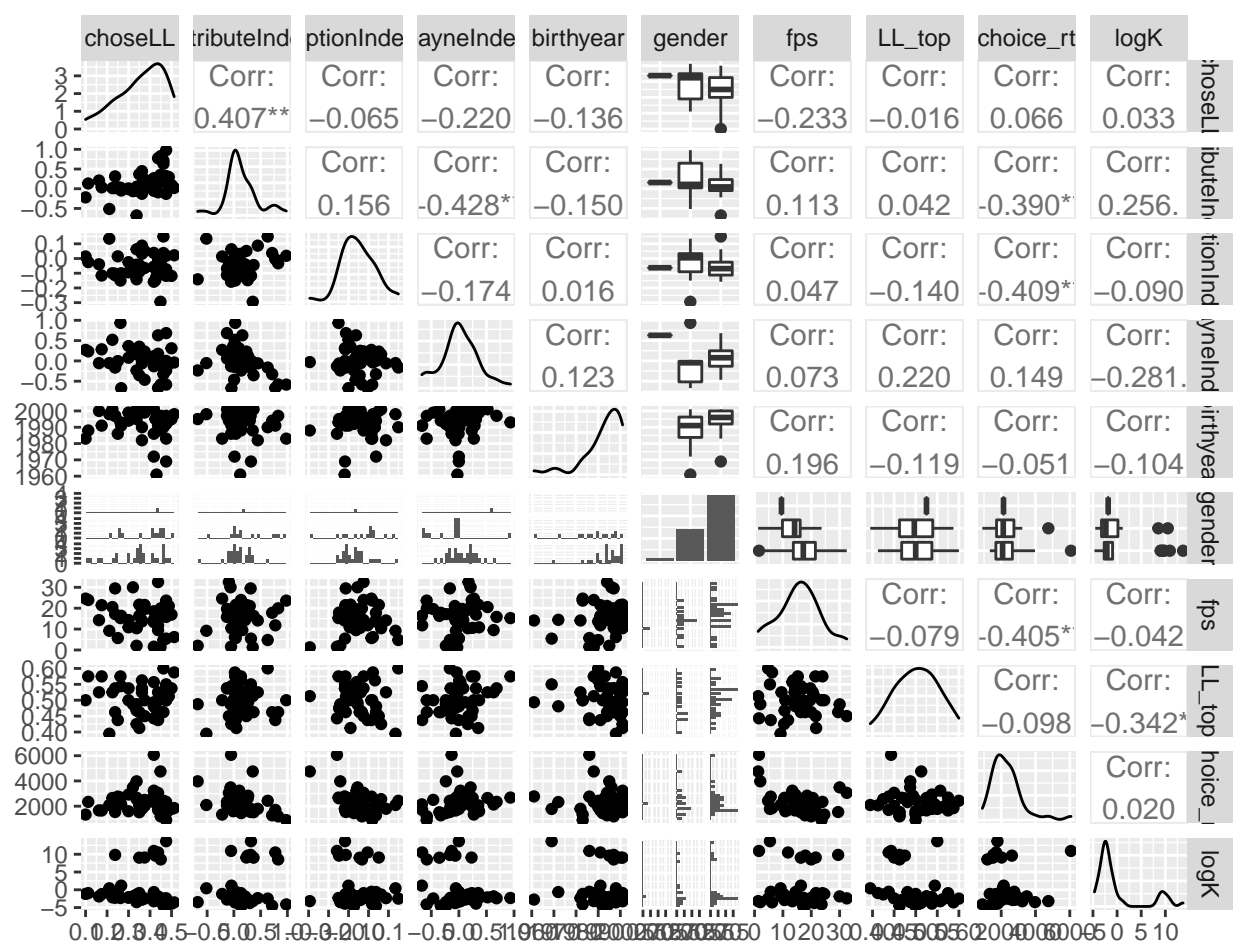 choseLL tributeInde ptionInde ayneInde birthyear gender fps LL_top choice_rt logK
Corr: Corr: Corr: Corr: Corr: Corr: Corr: Corr:
0.407** −0.065 −0.220 −0.136 −0.233 −0.016 0.066 0.033
choseLL
3
2
1
0
Corr: Corr: Corr: Corr: Corr: Corr: Corr:
0.156 −0.428** −0.150 0.113 0.042 −0.390** 0.256.
ributeInd
1.0
0.5
0.0
−0.5
Corr: Corr: Corr: Corr: Corr: Corr:
−0.174 0.016 0.047 −0.140 −0.409** −0.090
tionInd
0.1
0.0
−0.1
−0.2
−0.3
Corr: Corr: Corr: Corr: Corr:
0.123 0.073 0.220 0.149 −0.281.
yneInd
1.0
0.5
0.0
−0.5
Corr: Corr: Corr: Corr:
0.196 −0.119 −0.051 −0.104
birthyear
2000
1990
1980
1970
1960
gender
Corr: Corr: Corr:
−0.079 −0.405** −0.042
fps
30
20
10
0
Corr: Corr:
−0.098 −0.342*
LL_top
0.60
0.55
0.50
0.45
0.40
Corr:
0.020
hoice_
6000
4000
2000
logK
10
5
0
−5
0 10 20 30
−5 0 5 10